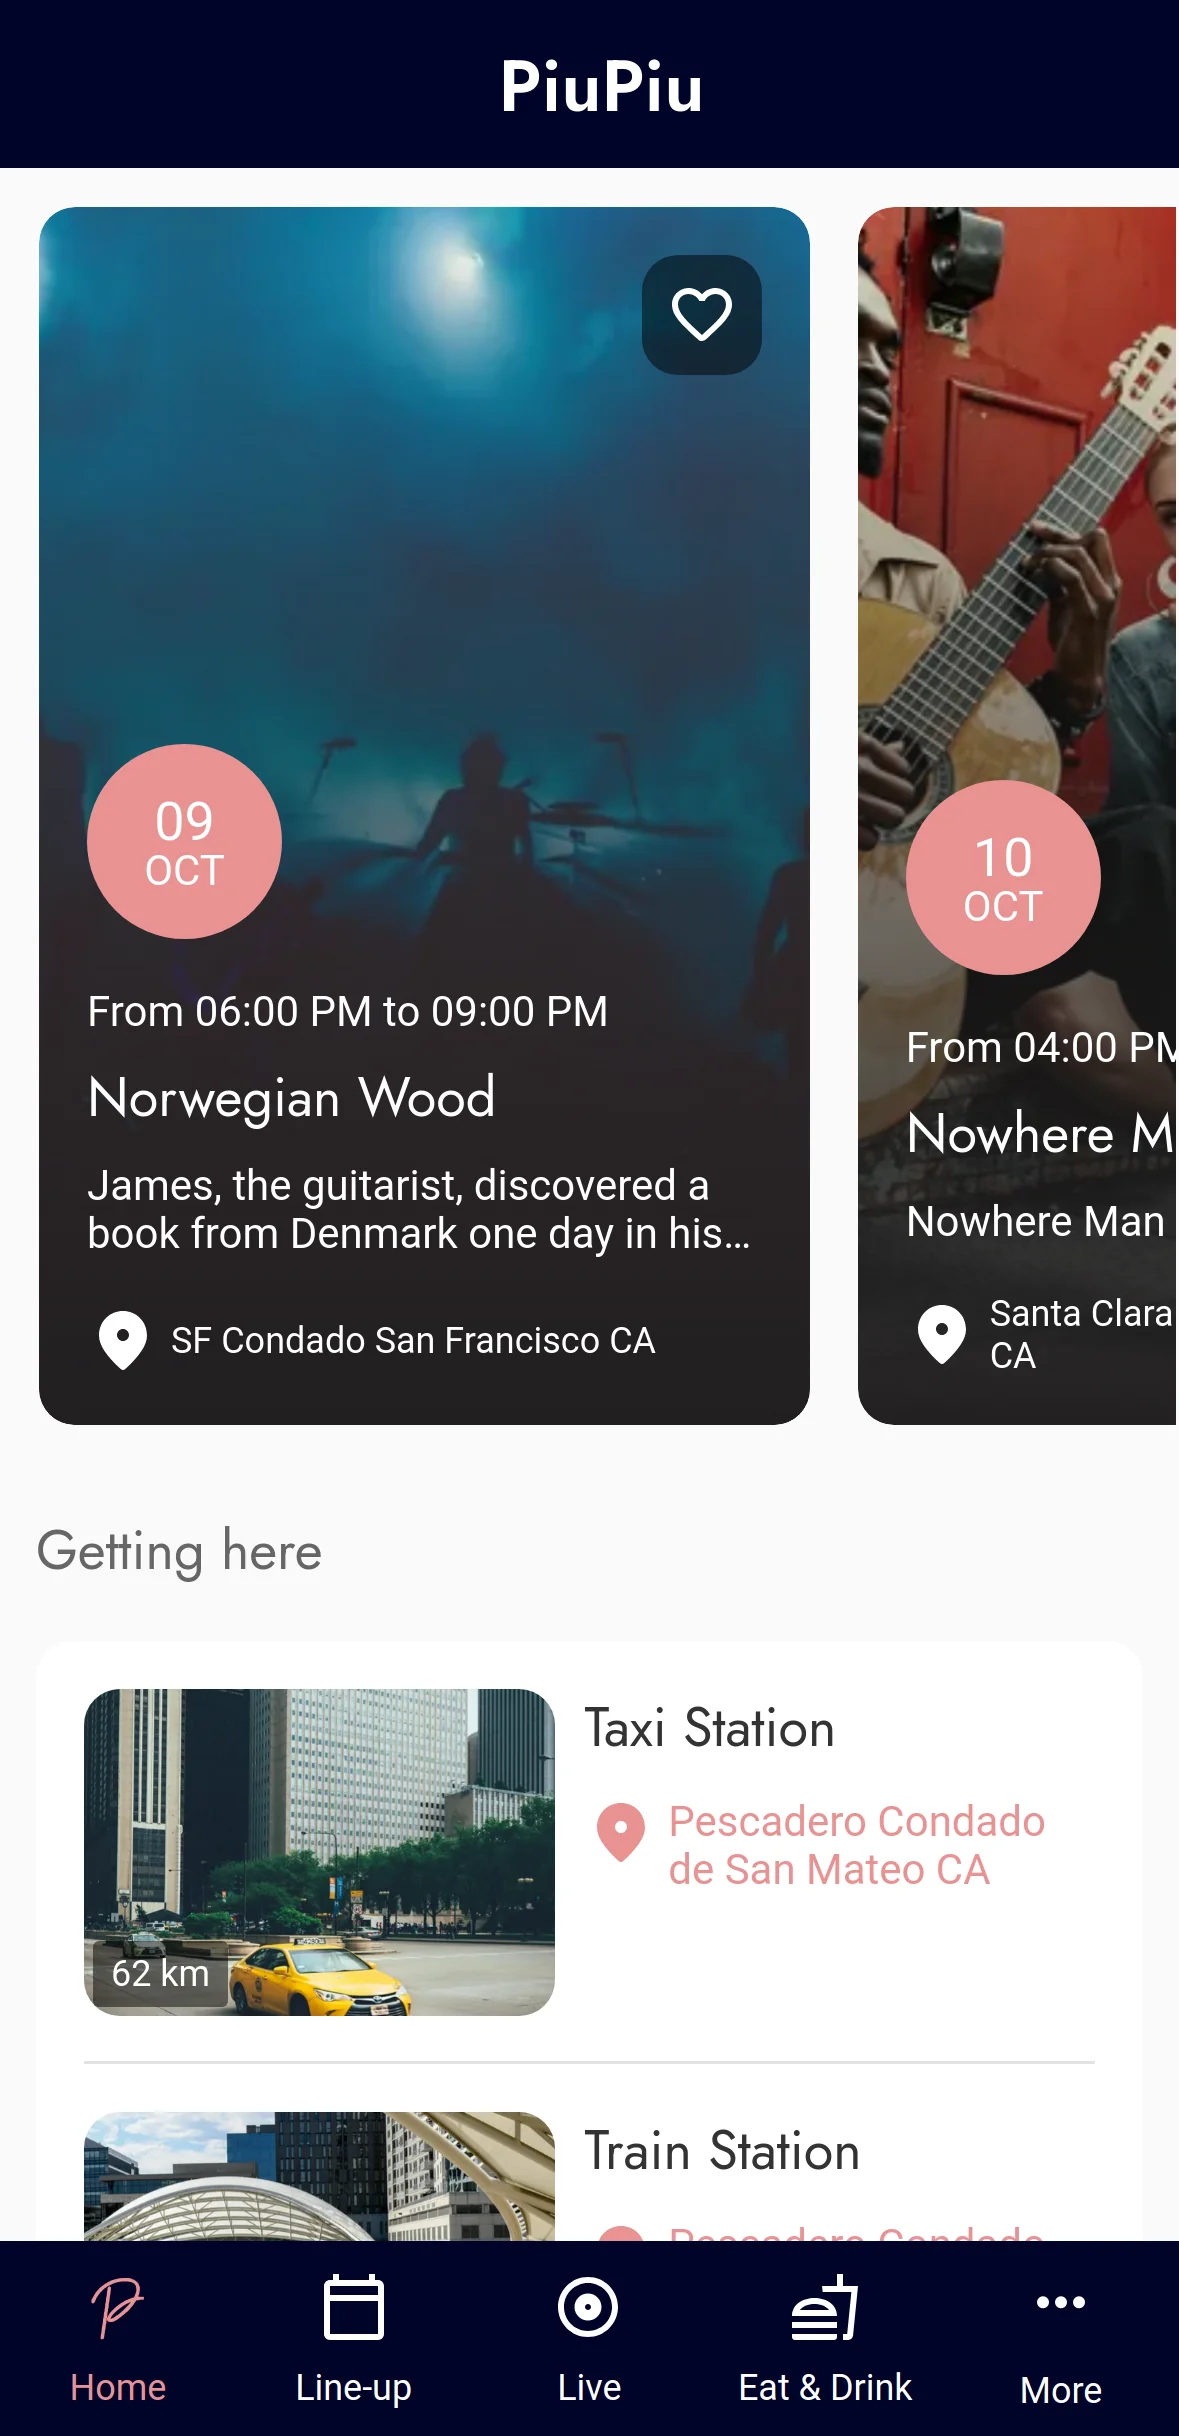 PiuPiu
09
OCT
From 06:00 PM to 09:00 PM
Norwegian Wood
James, the guitarist, discovered a
book from Denmark one day in his...
SF Condado San Francisco CA
10
OCT
From 04:00 PM
Nowhere M
Nowhere Man
Santa Clara
CA
Getting here
Taxi Station
Pescadero Condado
de San Mateo CA
62 km
Train Station
Pescadero Condado
Home
Line-up
Live
Eat & Drink
More